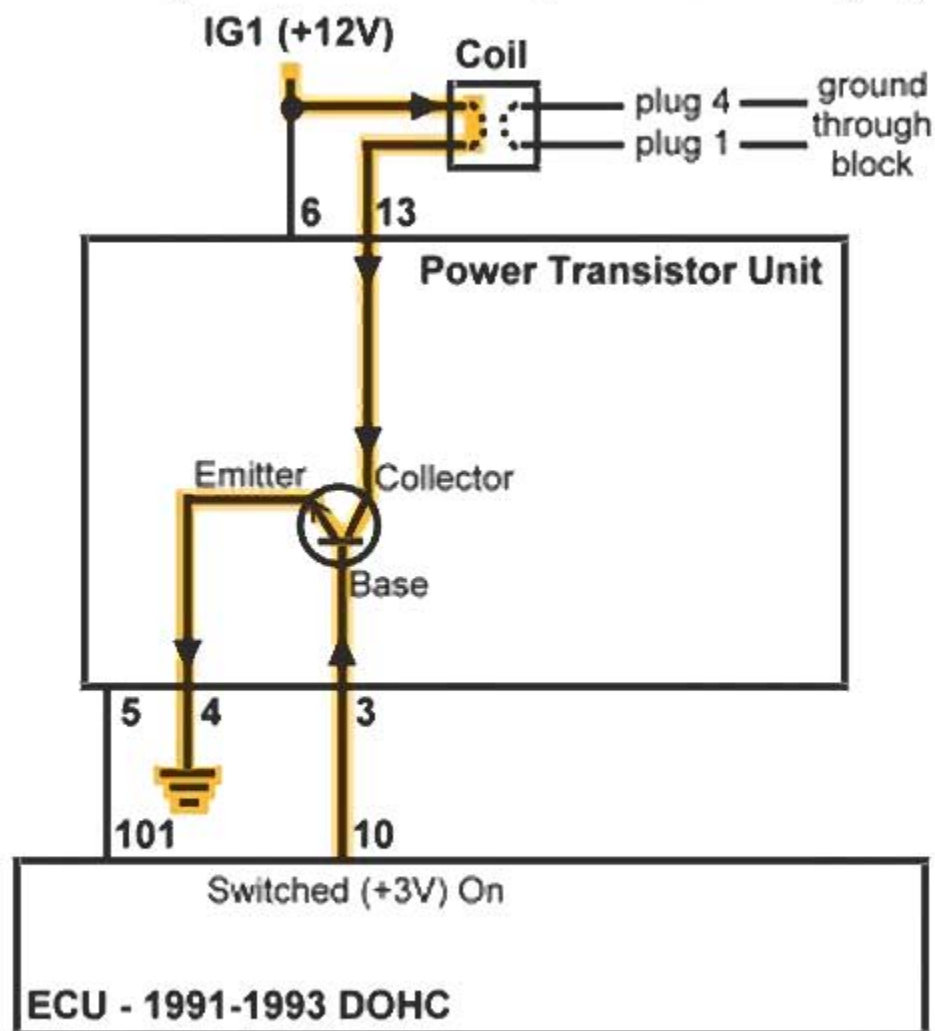 IG1 (+12V)
Coil
plug 4
plug 1
ground
through
block
6
13
Power Transistor Unit
Emitter
Collector
Base
5
4
3
101
10
Switched (+3V) On
ECU - 1991-1993 DOHC